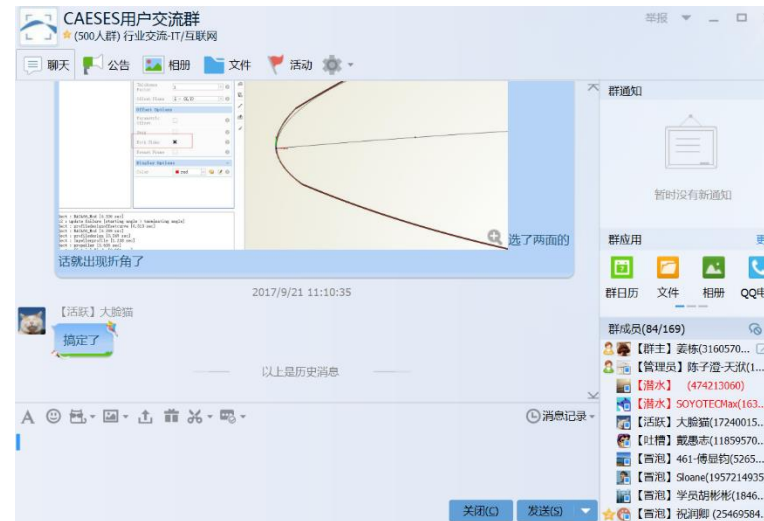 CAESES用户交流群
(500人群) 行业交流-IT/互联网
举报
聊天 公告 相册 文件 活动
Offset Options
Display Options
选了两面的
话就出现折角了
2017/9/21 11:10:35
【活跃】大脸猫
搞定了
以上是历史消息
消息记录
关闭(C) 发送(S)
群通知
暂时没有新通知
群应用
群日历 文件 相册
群成员(84/169)
【群主】姜栋(3160570...
【管理员】陈子澄-天洑(1...
【潜水】 (474213060)
【潜水】SOYOTECMax(163...
【活跃】大脸猫(17240015...
【吐槽】戴愚志(11859570...
【冒泡】461-傅显钧(5265...
【冒泡】Sloane(1957214935
【冒泡】学员胡彬彬(1846...
【冒泡】祝润卿 (25469584...